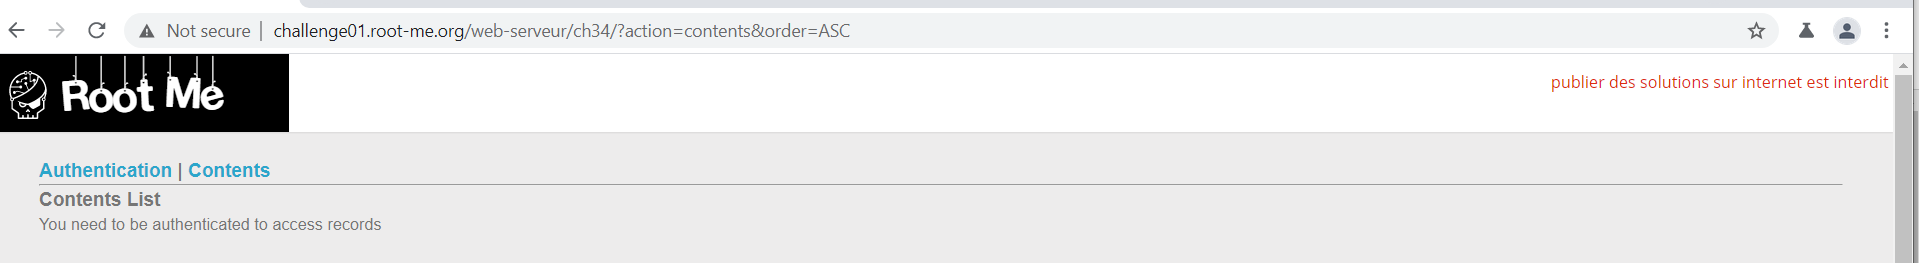 Not secure | challenge01.root-me.org/web-serveur/ch34/?action=contents&order=ASC
Root Me
publier des solutions sur internet est interdit
Authentication | Contents
Contents List
You need to be authenticated to access records